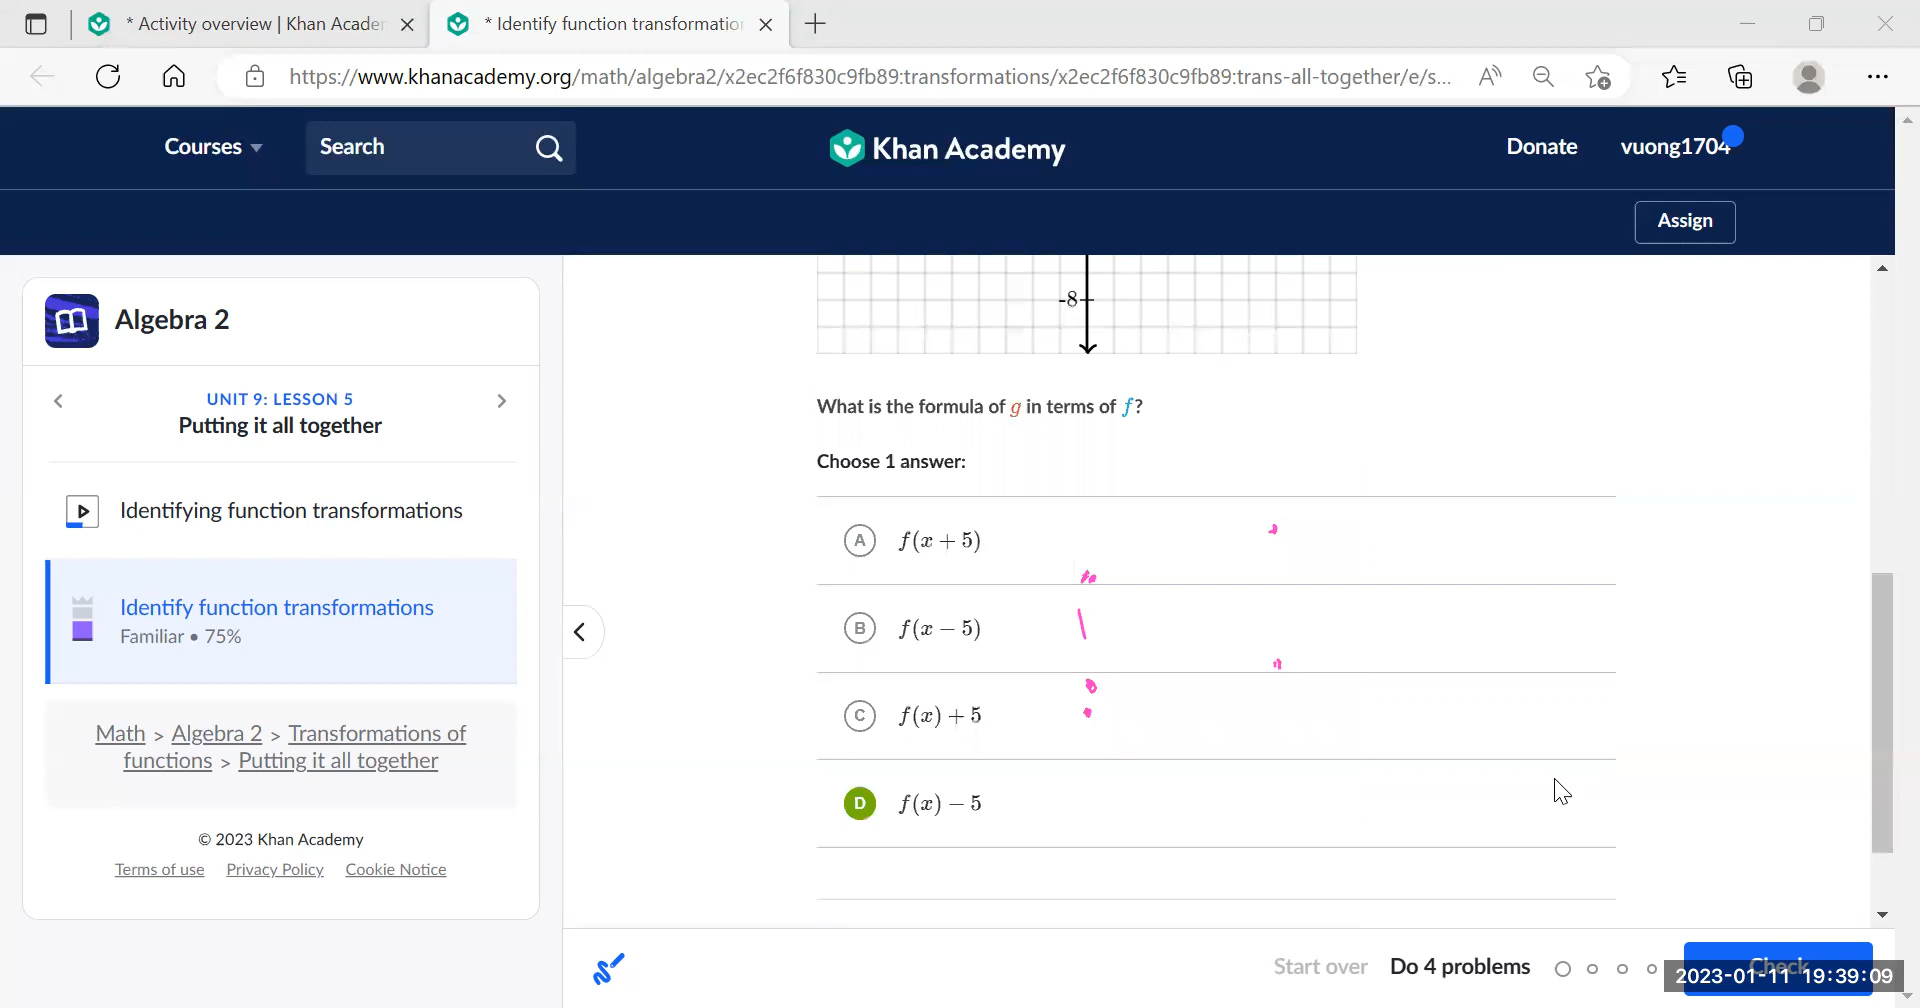 * Activity overview | Khan Acade
* Identify function transformatio
https://www.khanacademy.org/math/algebra2/x2ec2f6f830c9fb89:transformations/x2ec2f6f830c9fb89:trans-all-together/e/s...
Courses
Search
Khan Academy
Donate
vuong1704
Assign
Algebra 2
UNIT 9: LESSON 5
Putting it all together
Identifying function transformations
Identify function transformations
Familiar • 75%
Math > Algebra 2 > Transformations of
functions > Putting it all together
© 2023 Khan Academy
Terms of use Privacy Policy Cookie Notice
-8
What is the formula of g in terms of f?
Choose 1 answer:
A f(x + 5)
B f(x − 5)
C f(x) + 5
D f(x) − 5
Start over Do 4 problems
Check
2023-01-11 19:39:09